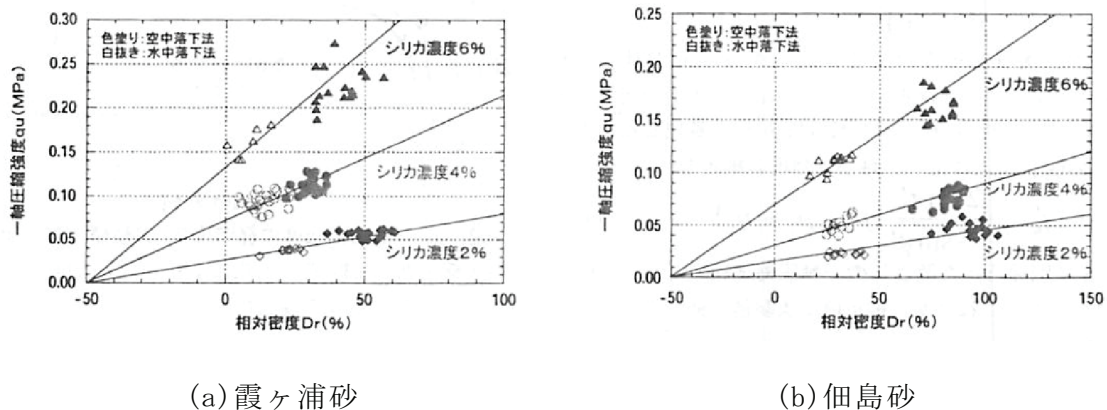 0.30
0.25
0.20
0.15
0.10
0.05
0.00
一軸圧縮強度qu(MPa)
色塗り:空中落下法
白抜き:水中落下法
シリカ濃度6%
シリカ濃度4%
シリカ濃度2%
-50 0 50 100
相対密度Dr(%)
(a)霞ヶ浦砂
0.25
0.20
0.15
0.10
0.05
0.00
一軸圧縮強度qu(MPa)
色塗り:空中落下法
白抜き:水中落下法
シリカ濃度6%
シリカ濃度4%
シリカ濃度2%
-50 0 50 100 150
相対密度Dr(%)
(b)佃島砂